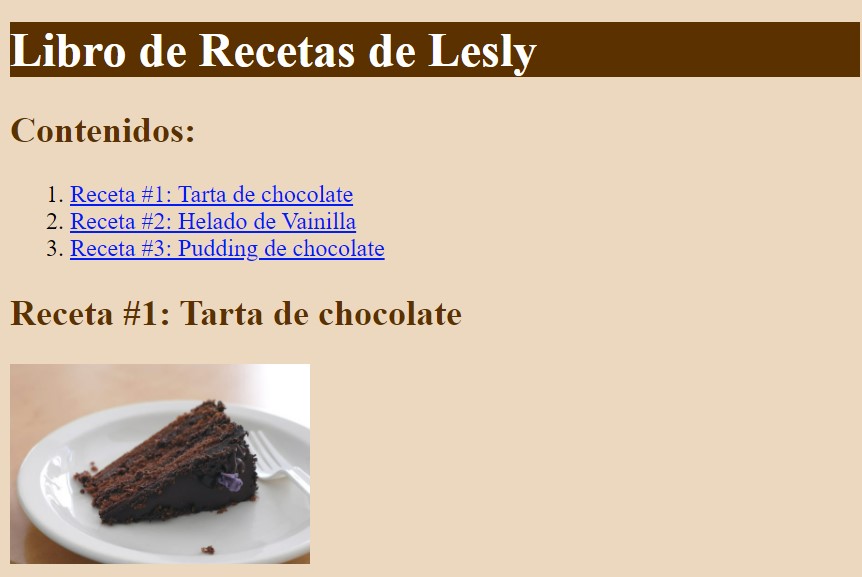 Libro de Recetas de Lesly
Contenidos:
1. Receta #1: Tarta de chocolate
2. Receta #2: Helado de Vainilla
3. Receta #3: Pudding de chocolate
Receta #1: Tarta de chocolate